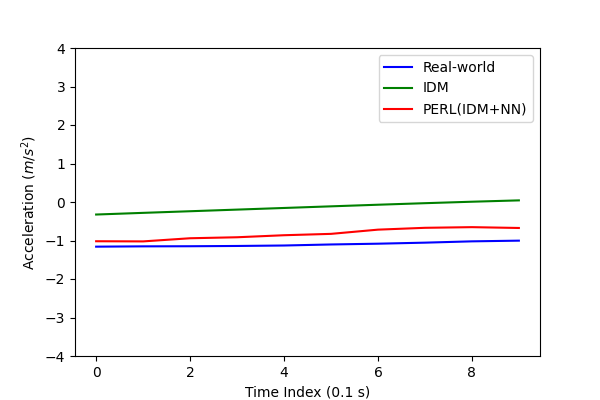 Real-world
IDM
PERL(IDM+NN)
Acceleration (m/s²)
4
3
2
1
0
−1
−2
−3
−4
0 2 4 6 8
Time Index (0.1 s)